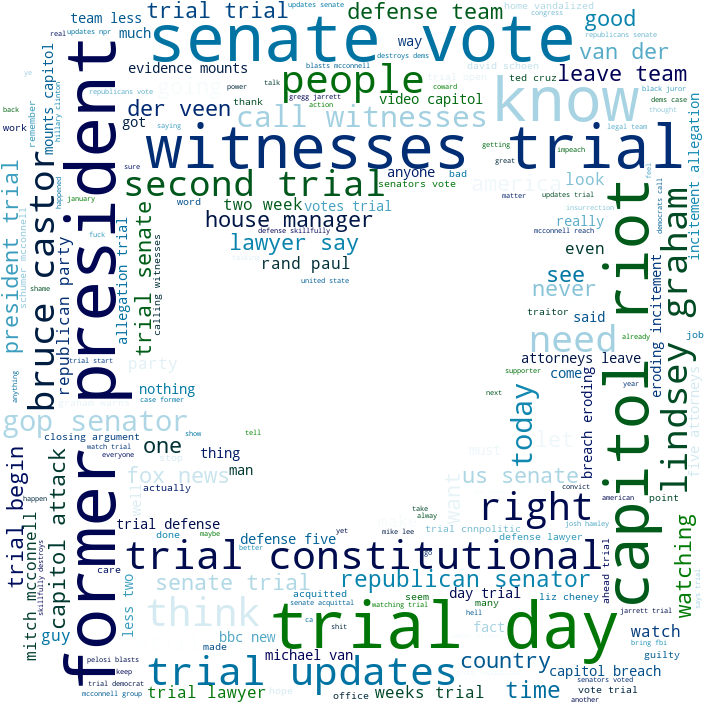 updates senate
home vandalized
congress
team less
trial trial
defense team
good
real
updates npr
much
senate vote
republicans senate
destroys dems
blasts mcconnell
david schoen
way
van der
evidence mounts
people
trial open
ted cruz
leave team
going
republicans vote
power
talk
coward
know
black juror
dems case
thought
thank
gregg jarrett
action
video capitol
der veen
call witnesses
back
remember
hillary clinton
mounts capitol
got
saying
legal team
work
witnesses trial
getting
great
impeach
sure
anyone
bad
feel
second trial
senators vote
america
look
january
happened
word
two week
votes trial
matter
updates trial
incitement allegation
insurrection
house manager
really
democrats call
mcconnell reach
defense skillfully
lawyer say
even
fuck
rand paul
see
never
president trial
schumer mcconnell
bruce castor
republican party
former president
allegation trial
trial senate
calling witnesses
united state
shame
traitor
said
need
capitol riot
lindsey graham
eroding incitement
already
job
trial start
party
attorneys leave
supporter
come
year
anything
nothing
case former
next
today
breach eroding
five attorneys
gop senator
show
tell
let
closing argument
watch trial
everyone
one
thing
must
want
us senate
man
fox news
stop
well
actually
convict
american
point
happen
trial begin
capitol attack
mitch mcconnell
skillfully destroys
take
alway
right
trial defense
yet
mike lee
trial cnnpolitic
josh hawley
watching
done
maybe
defense five
defense lawyer
bring fbi
better
go
trial constitutional
guilty
care
senate trial
republican senator
ahead trial
says trial
less two
acquitted
seem
day trial
liz cheney
jarrett trial
senate acquittal
watching trial
many
think
trial day
hell
guy
bbc new
ca
shit
fact
watch
made
michael van
country
pelosi blasts
keep
trial updates
capitol breach
trial democrat
senators voted
mcconnell group
trial lawyer
hope
office
weeks trial
time
vote trial
another